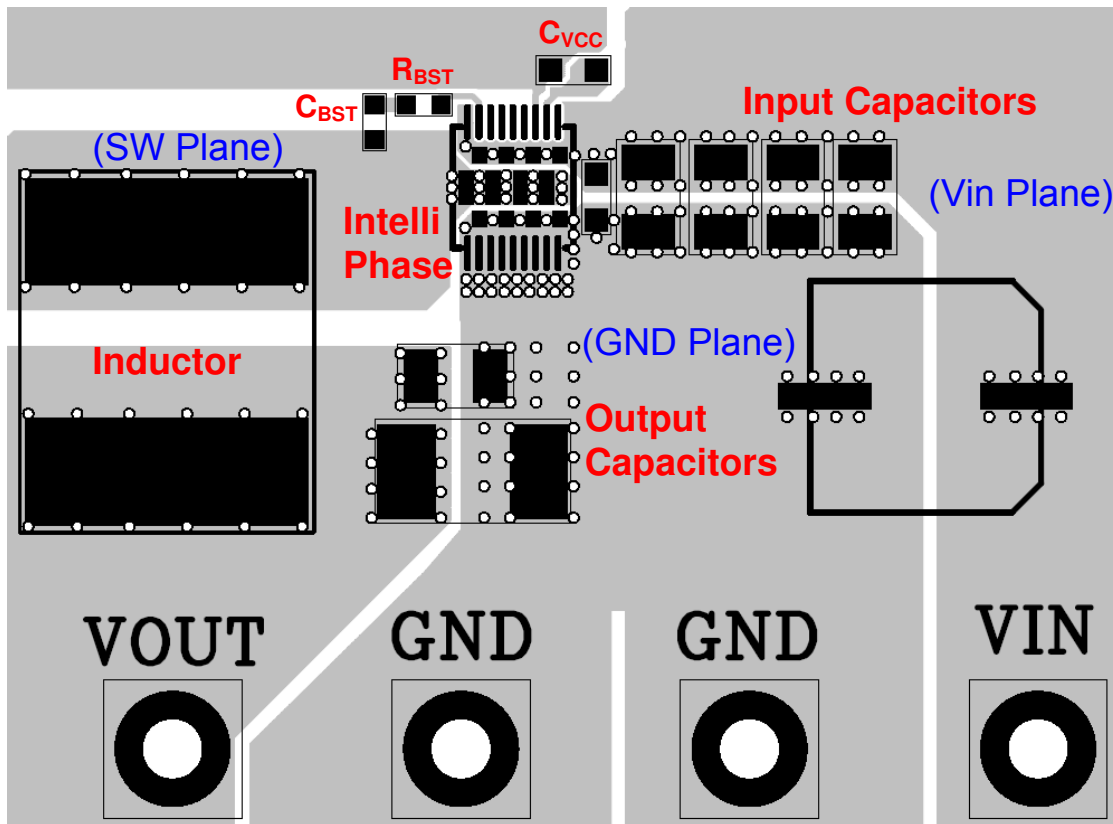 CVCC
RBST
CBST
Input Capacitors
(SW Plane)
(Vin Plane)
Intelli
Phase
(GND Plane)
Inductor
Output
Capacitors
VOUT
GND
GND
VIN